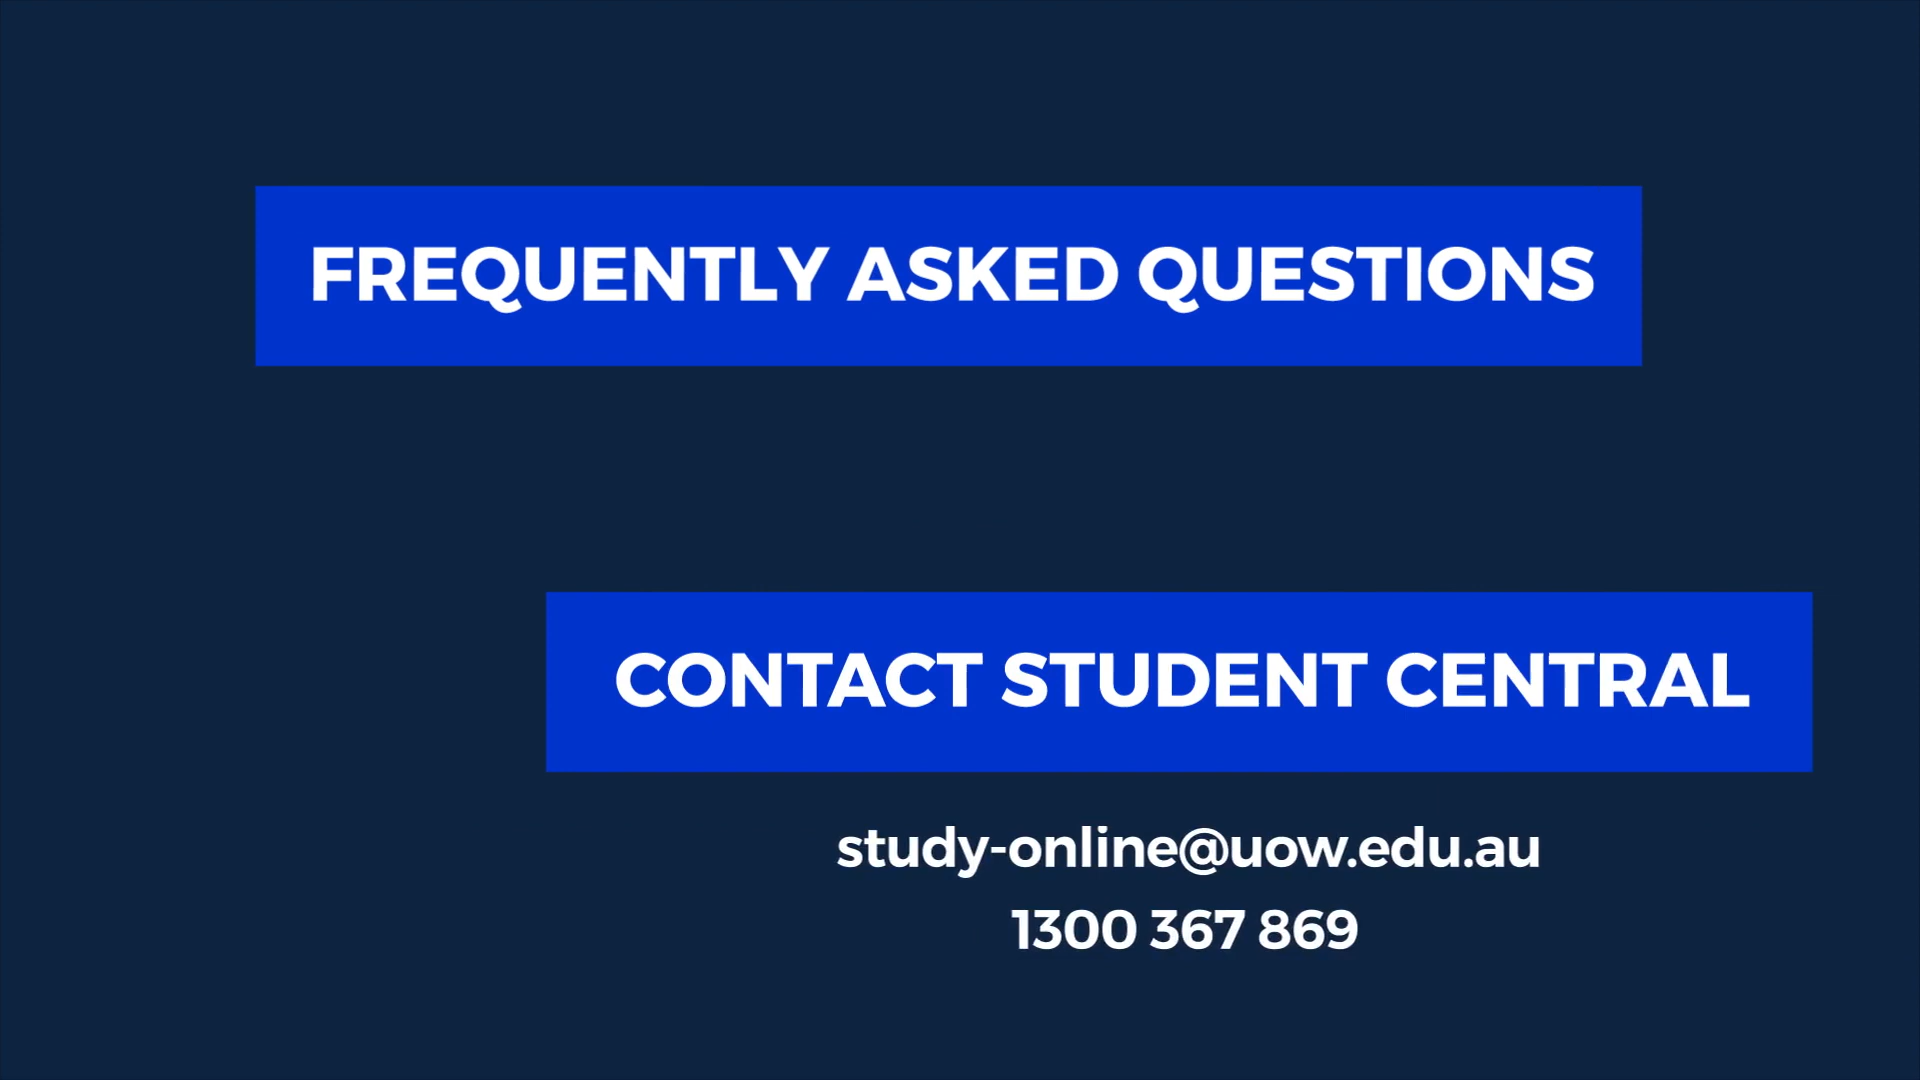 FREQUENTLY ASKED QUESTIONS
CONTACT STUDENT CENTRAL
study-online@uow.edu.au
1300 367 869